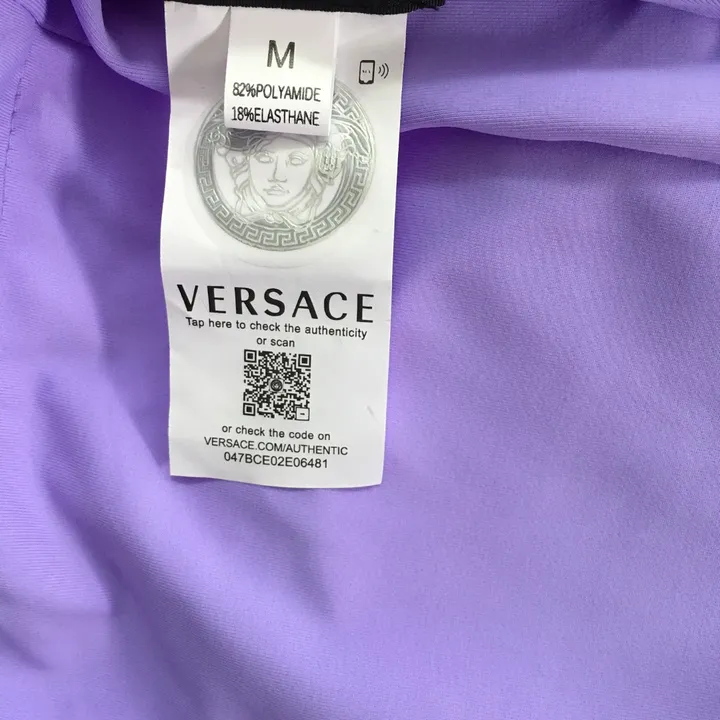 M
82%POLYAMIDE
18%ELASTHANE
VERSACE
Tap here to check the authenticity
or scan
or check the code on
VERSACE.COM/AUTHENTIC
047BCE02E06481